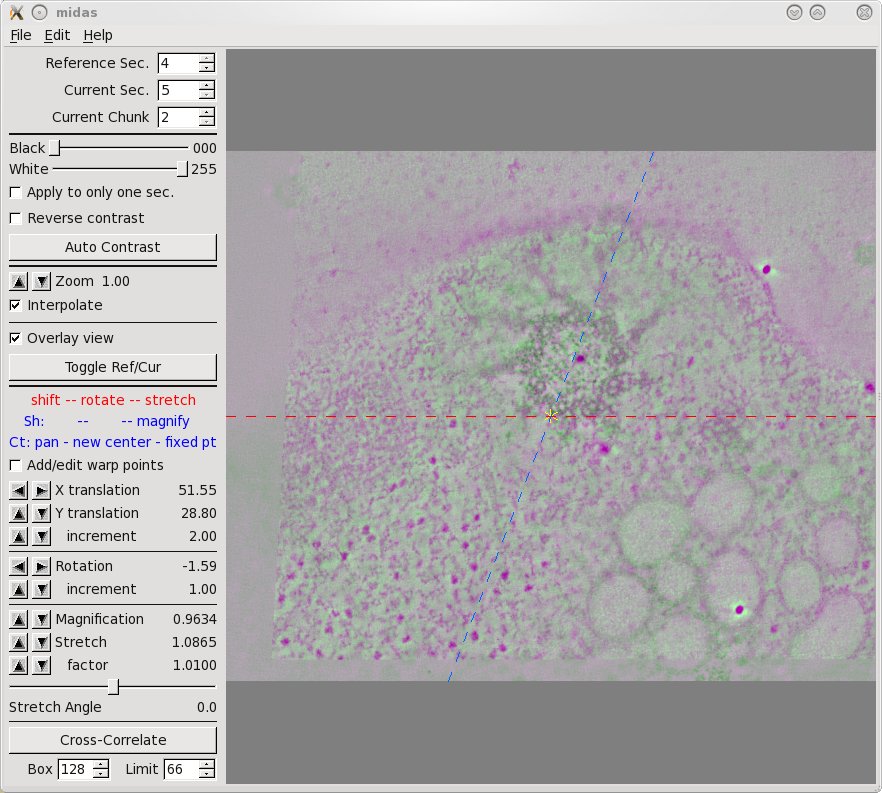 midas
File Edit Help
Reference Sec. 4
Current Sec. 5
Current Chunk 2
Black 000
White 255
Apply to only one sec.
Reverse contrast
Auto Contrast
Zoom 1.00
Interpolate
Overlay view
Toggle Ref/Cur
shift -- rotate -- stretch
Sh: -- -- magnify
Ct: pan - new center - fixed pt
Add/edit warp points
X translation 51.55
Y translation 28.80
increment 2.00
Rotation -1.59
increment 1.00
Magnification 0.9634
Stretch 1.0865
factor 1.0100
Stretch Angle 0.0
Cross-Correlate
Box 128 Limit 66